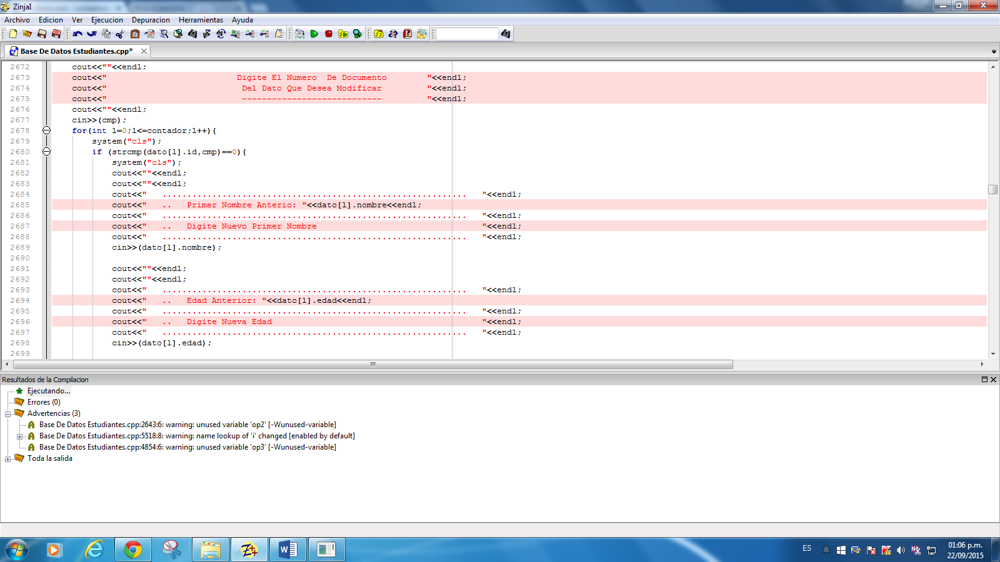 ZinjaI
Archivo Edicion Ver Ejecucion Depuracion Herramientas Ayuda
Base De Datos Estudiantes.cpp*
2672 cout<<""<<endl;
2673 cout<<" Digite El Numero  De Documento "<<endl;
2674 cout<<" Del Dato Que Desea Modificar "<<endl;
2675 cout<<" ---------------------------- "<<endl;
2676 cout<<""<<endl;
2677 cin>>(cmp);
2678 for(int l=0;l<=contador;l++){
2679 system("cls");
2680 if (strcmp(dato[l].id,cmp)==0){
2681 system("cls");
2682 cout<<""<<endl;
2683 cout<<""<<endl;
2684 cout<<" ............................................................. "<<endl;
2685 cout<<" .. Primer Nombre Anterio: "<<dato[l].nombre<<endl;
2686 cout<<" ............................................................. "<<endl;
2687 cout<<" .. Digite Nuevo Primer Nombre "<<endl;
2688 cout<<" ............................................................. "<<endl;
2689 cin>>(dato[l].nombre);
2690
2691 cout<<""<<endl;
2692 cout<<""<<endl;
2693 cout<<" ............................................................. "<<endl;
2694 cout<<" .. Edad Anterior: "<<dato[l].edad<<endl;
2695 cout<<" ............................................................. "<<endl;
2696 cout<<" .. Digite Nueva Edad "<<endl;
2697 cout<<" ............................................................. "<<endl;
2698 cin>>(dato[l].edad);
2699
Resultados de la Compilacion
Ejecutando...
Errores (0)
Advertencias (3)
Base De Datos Estudiantes.cpp:2643:6: warning: unused variable 'op2' [-Wunused-variable]
Base De Datos Estudiantes.cpp:5518:8: warning: name lookup of 'i' changed [enabled by default]
Base De Datos Estudiantes.cpp:4854:6: warning: unused variable 'op3' [-Wunused-variable]
Toda la salida
ES
01:06 p.m.
22/09/2015